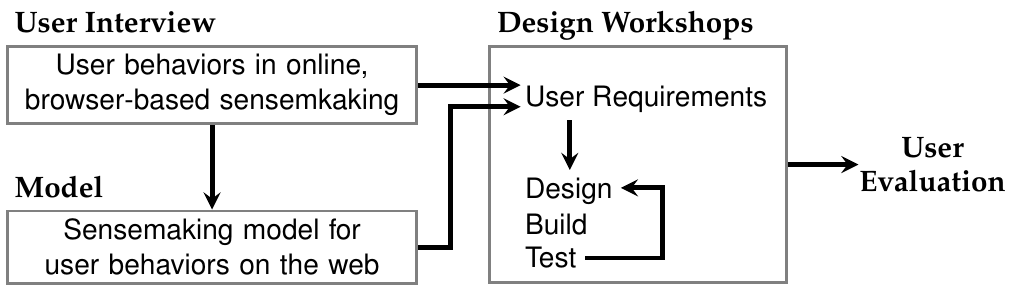 User Interview
User behaviors in online,
browser-based sensemkaking
Model
Sensemaking model for
user behaviors on the web
Design Workshops
User Requirements
Design
Build
Test
User
Evaluation